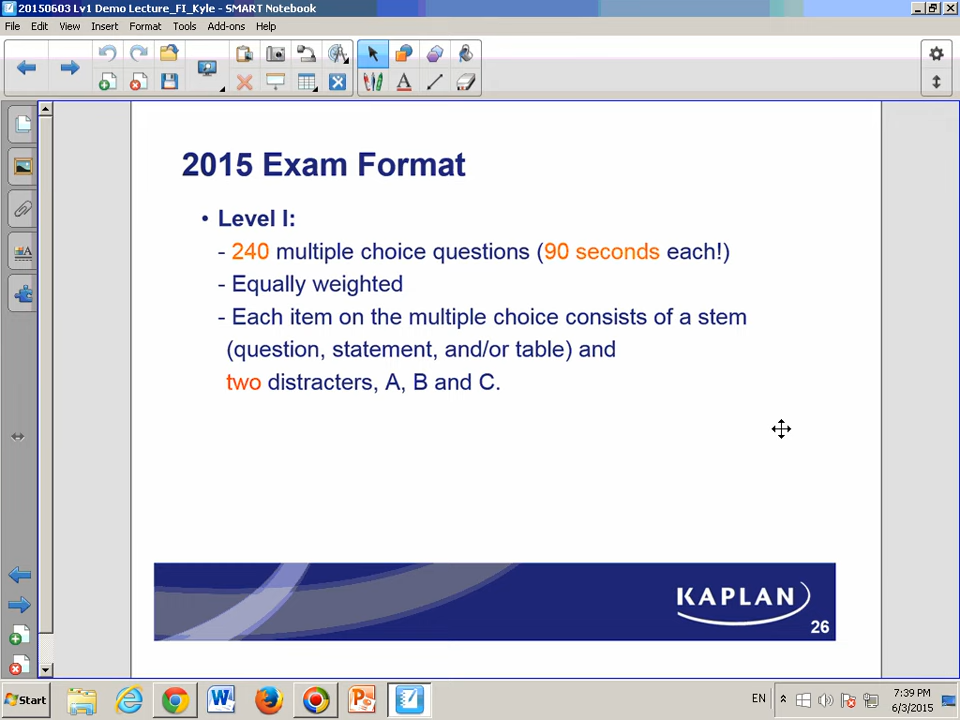 20150603 Lv1 Demo Lecture_FI_Kyle - SMART Notebook
File Edit View Insert Format Tools Add-ons Help
2015 Exam Format
• Level I:
- 240 multiple choice questions (90 seconds each!)
- Equally weighted
- Each item on the multiple choice consists of a stem
(question, statement, and/or table) and
two distracters, A, B and C.
KAPLAN
26
Start
EN
7:39 PM
6/3/2015